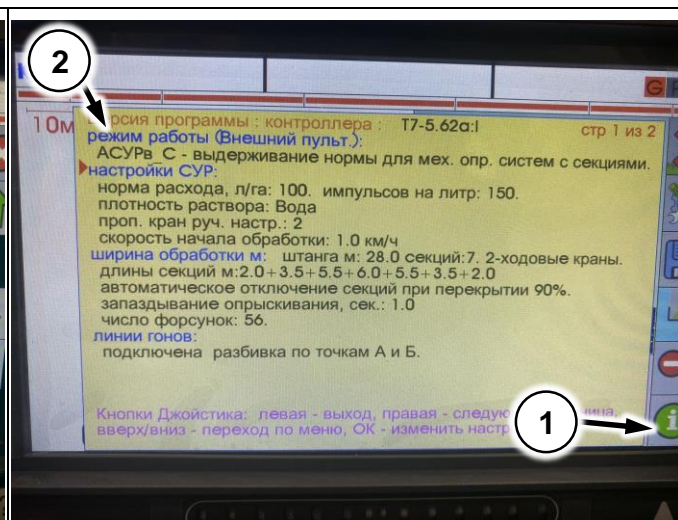 2
G
10м
рсия программы : контроллера : Т7-5.62a:I стр 1 из 2
режим работы (Внешний пульт.):
АСУРв_С - выдерживание нормы для мех. опр. систем с секциями.
настройки СУР:
норма расхода, л/га: 100. импульсов на литр: 150.
плотность раствора: Вода
проп. кран руч. настр.: 2
скорость начала обработки: 1.0 км/ч
ширина обработки м: штанга м: 28.0 секций:7. 2-ходовые краны.
длины секций м:2.0+3.5+5.5+6.0+5.5+3.5+2.0
автоматическое отключение секций при перекрытии 90%.
запаздывание опрыскивания, сек.: 1.0
число форсунок: 56.
линии гонов:
подключена разбивка по точкам А и Б.
Кнопки Джойстика: левая - выход, правая - следую ница,
вверх/вниз - переход по меню, ОК - изменить настр
1
i